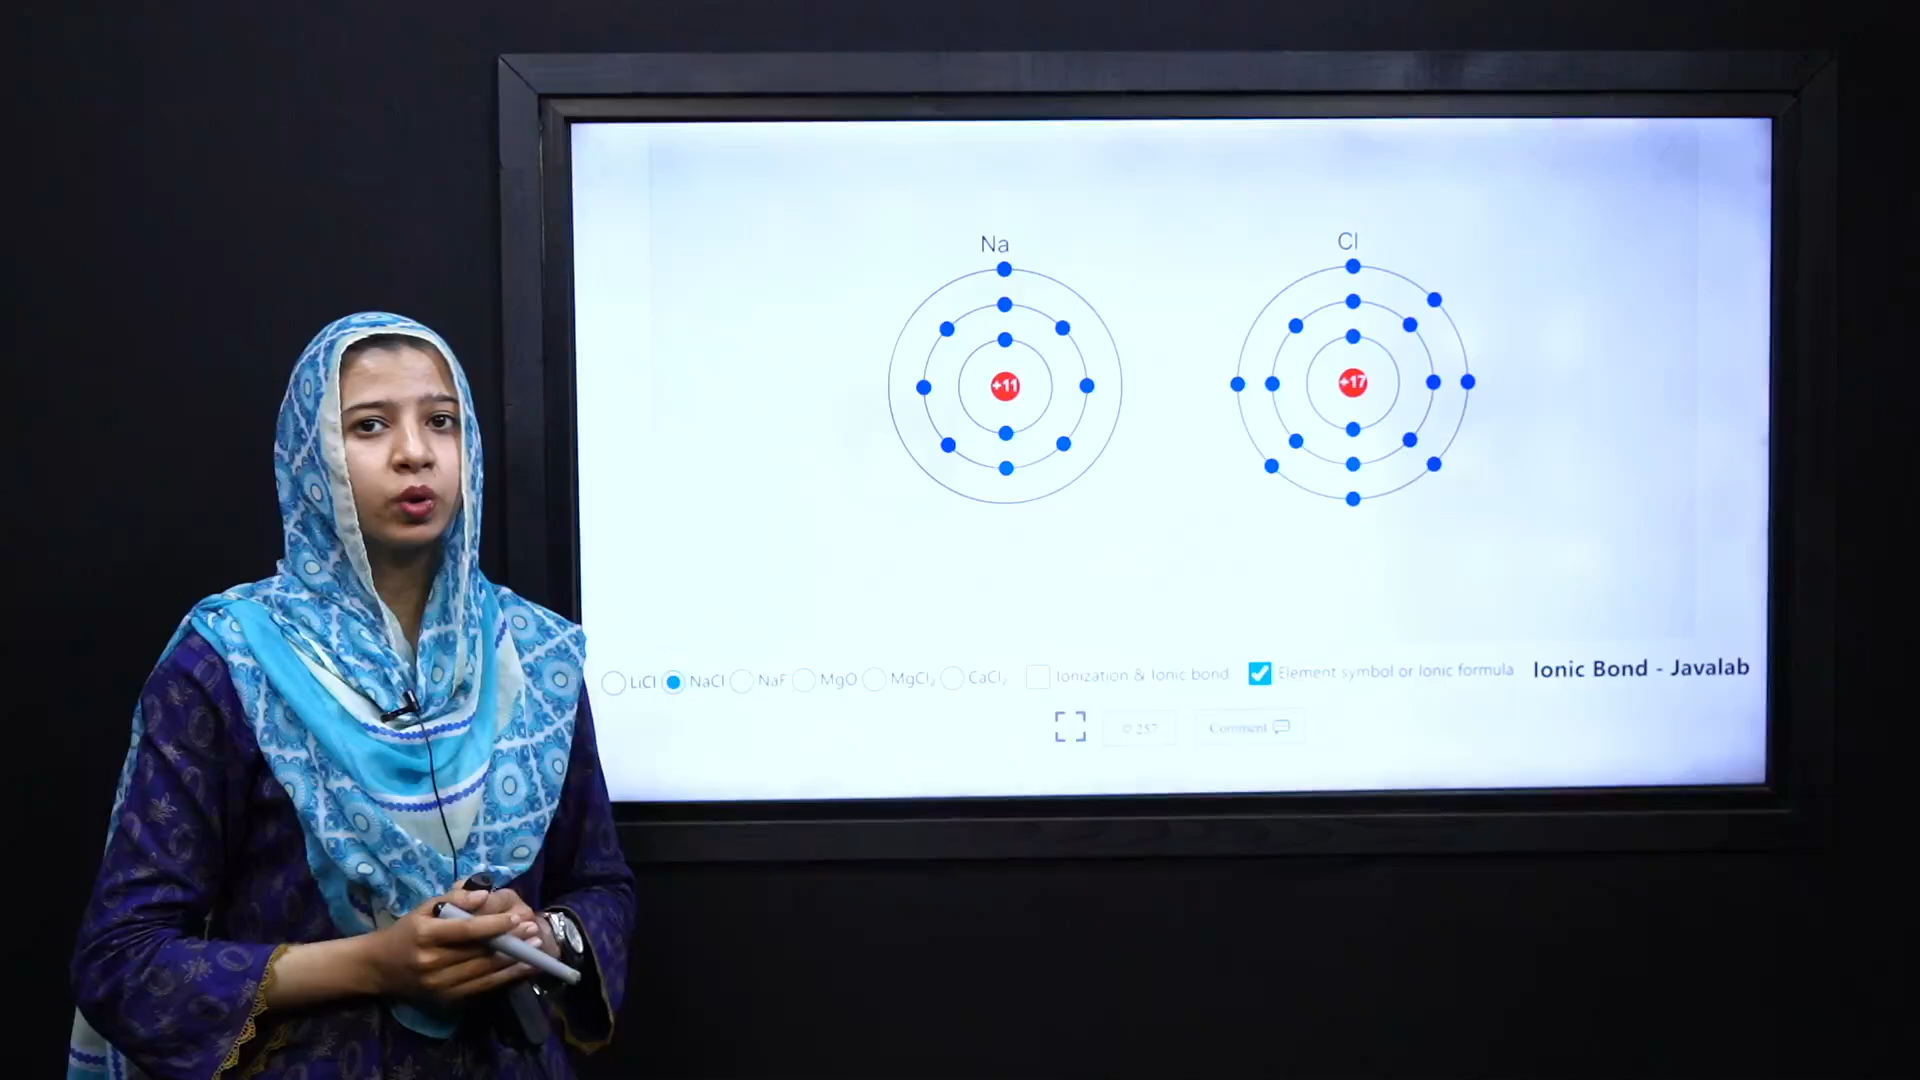 Na
Cl
+11
+17
LiCl NaCl NaF MgO MgCl₂ CaCl₂ Ionization & Ionic bond Element symbol or Ionic formula Ionic Bond - Javalab
♡ 257 Comment